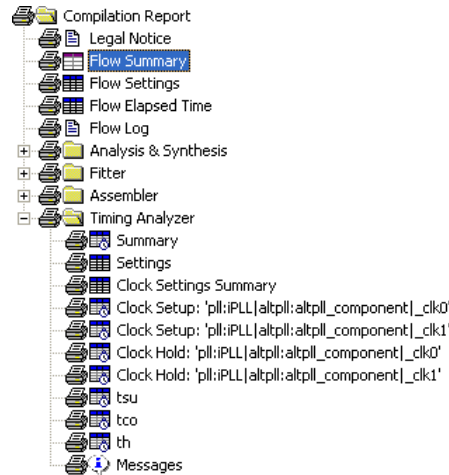 Compilation Report
Legal Notice
Flow Summary
Flow Settings
Flow Elapsed Time
Flow Log
Analysis & Synthesis
Fitter
Assembler
Timing Analyzer
Summary
Settings
Clock Settings Summary
Clock Setup: 'pll:iPLL|altpll:altpll_component|_clk0'
Clock Setup: 'pll:iPLL|altpll:altpll_component|_clk1'
Clock Hold: 'pll:iPLL|altpll:altpll_component|_clk0'
Clock Hold: 'pll:iPLL|altpll:altpll_component|_clk1'
tsu
tco
th
Messages